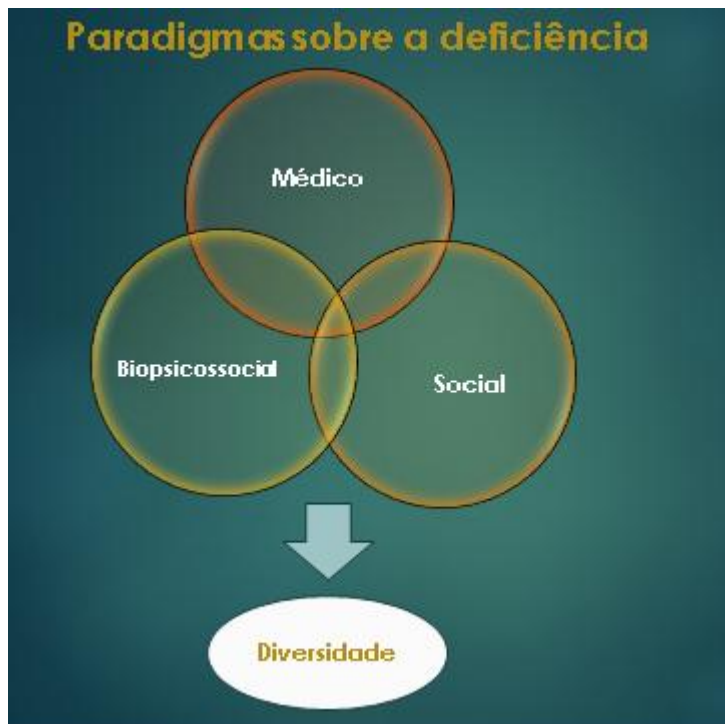 Paradigmas sobre a deficiência
Médico
Biopsicossocial
Social
Diversidade